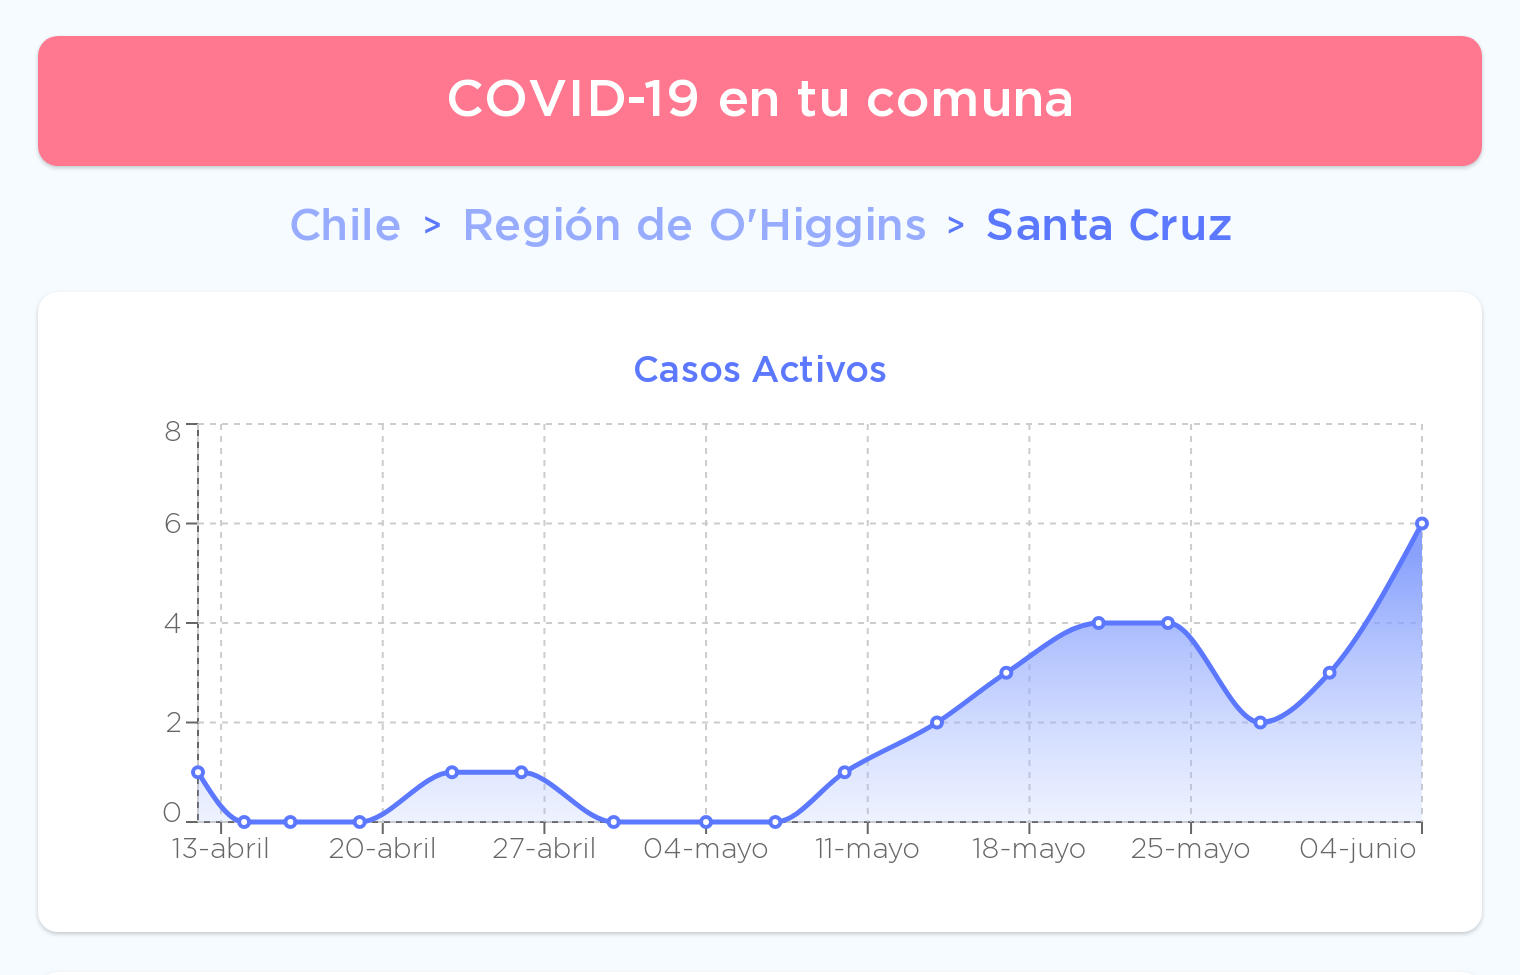 COVID-19 en tu comuna
Chile > Región de O'Higgins > Santa Cruz
Casos Activos
8
6
4
2
0
13-abril 20-abril 27-abril 04-mayo 11-mayo 18-mayo 25-mayo 04-junio